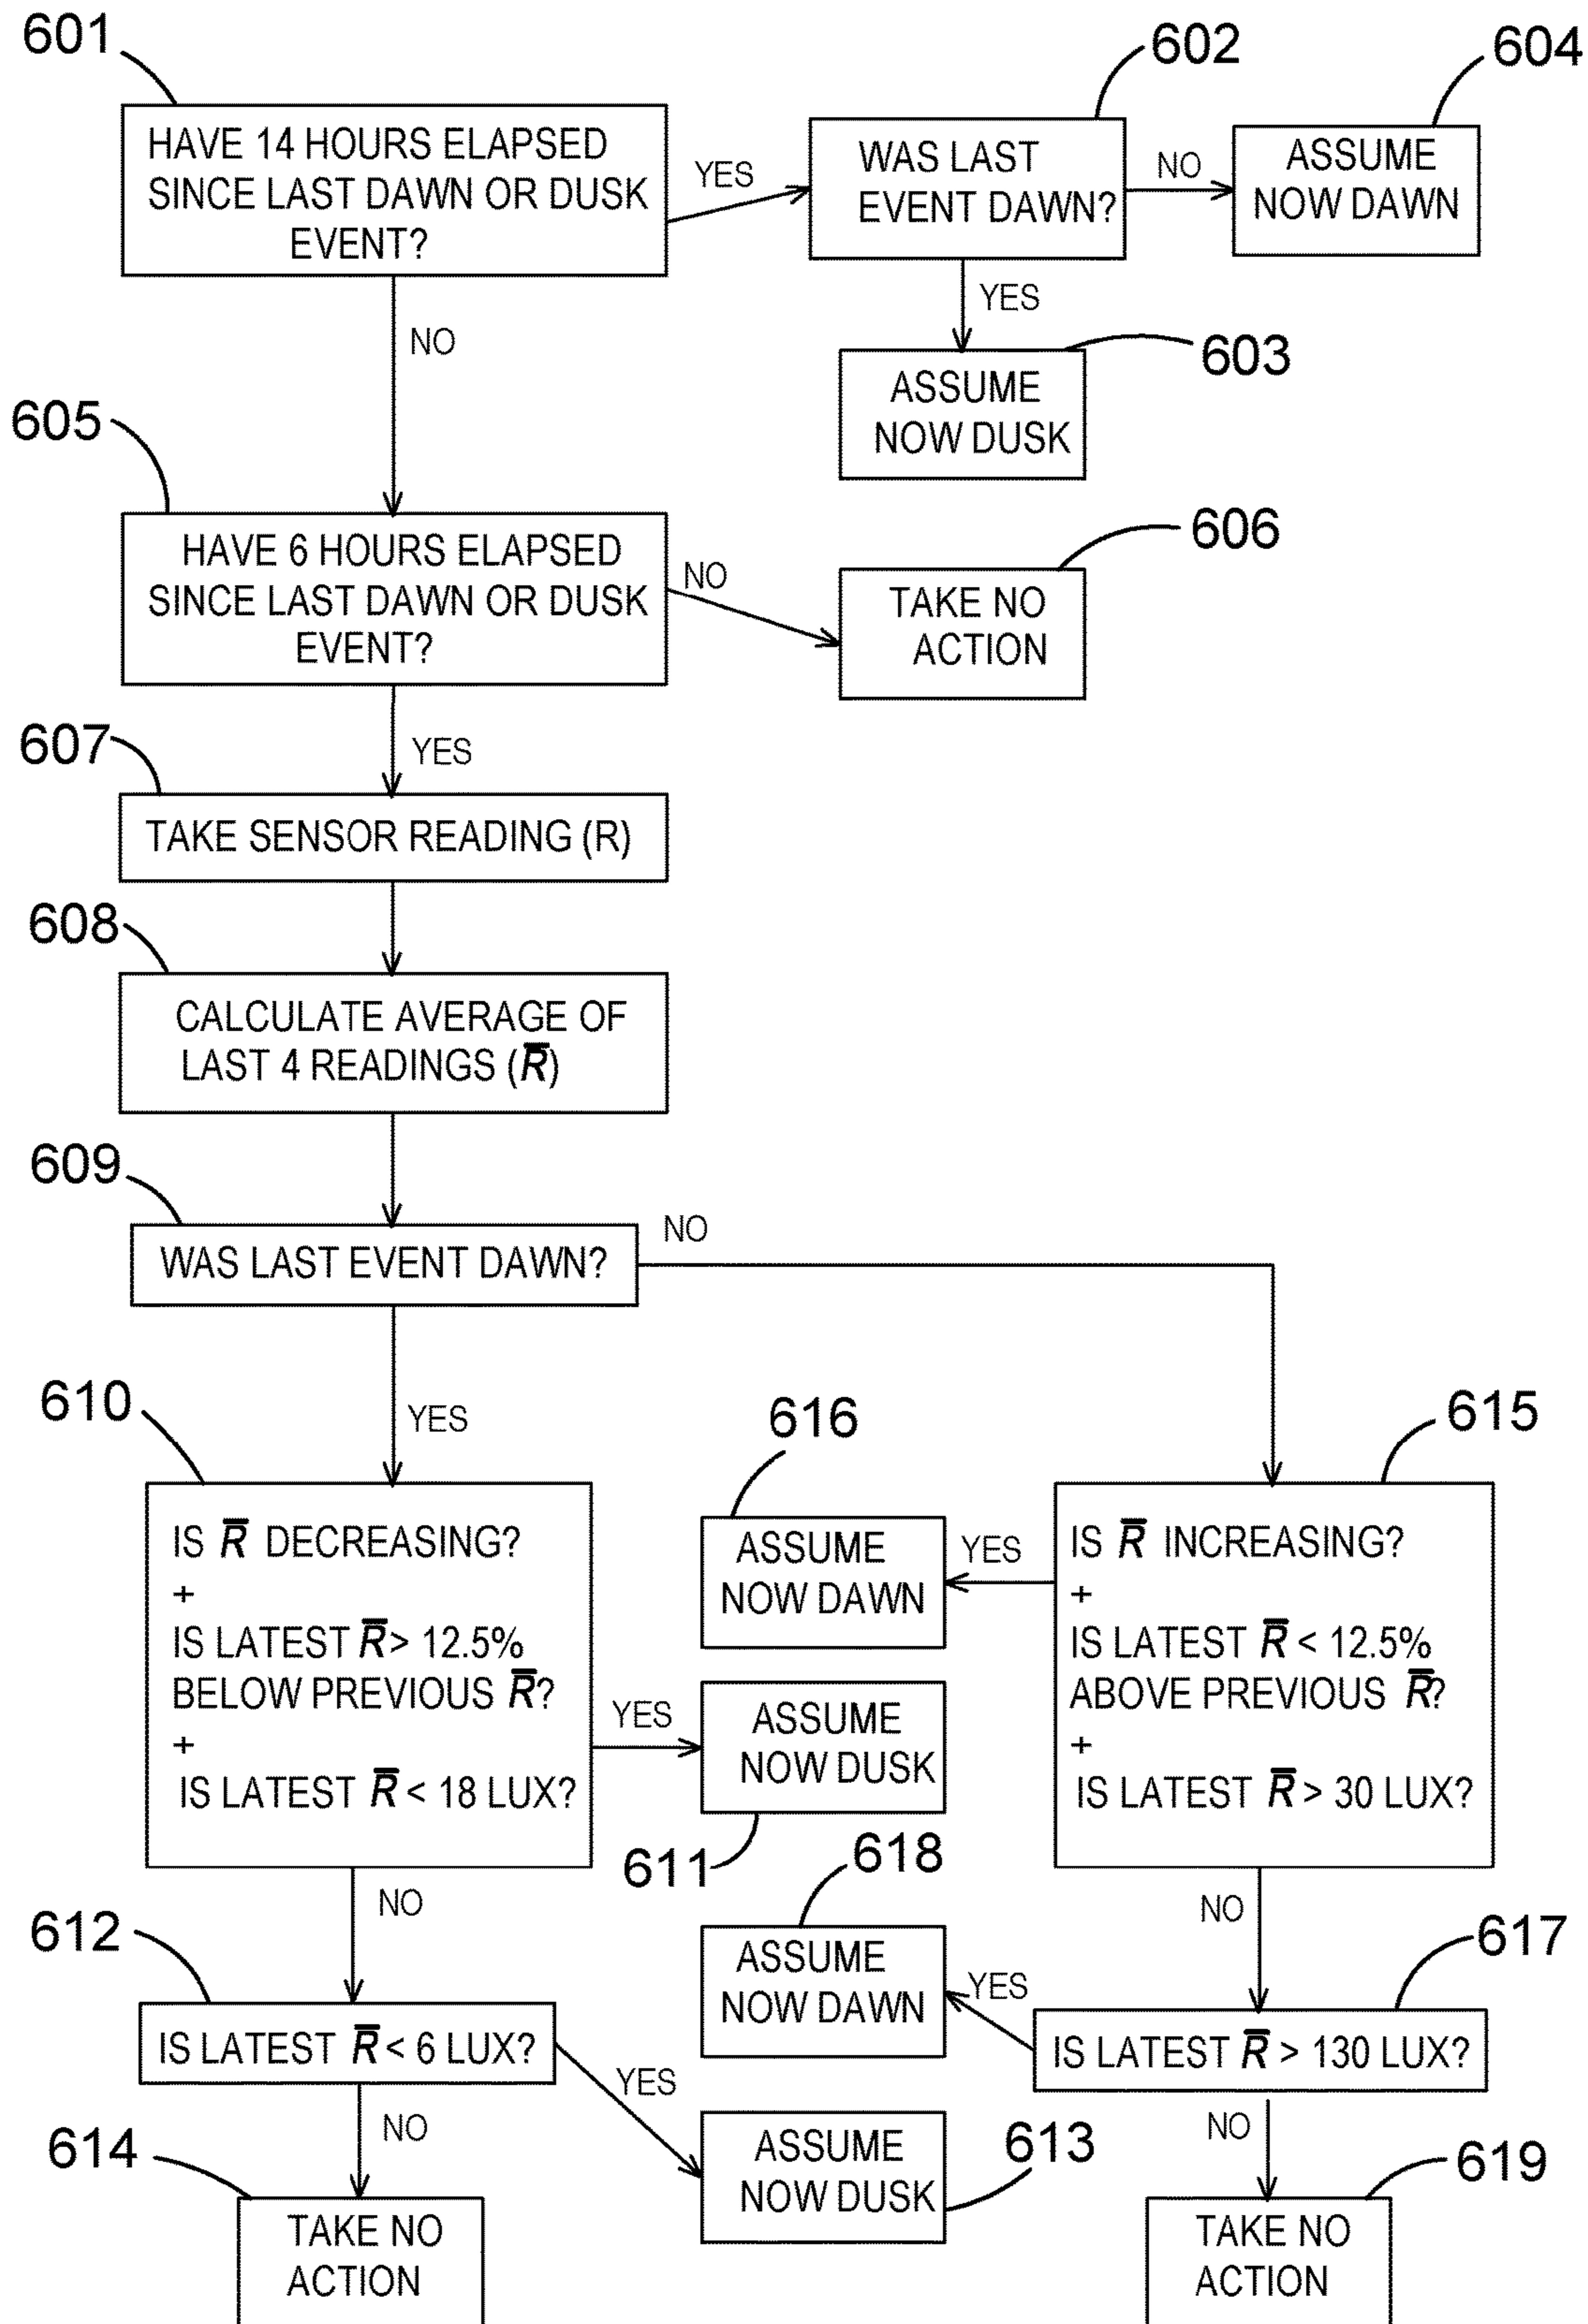 601
602
604
HAVE 14 HOURS ELAPSED
SINCE LAST DAWN OR DUSK
EVENT?
YES
WAS LAST
EVENT DAWN?
NO
ASSUME
NOW DAWN
YES
NO
603
ASSUME
NOW DUSK
605
606
HAVE 6 HOURS ELAPSED
SINCE LAST DAWN OR DUSK
EVENT?
NO
TAKE NO
ACTION
607
YES
TAKE SENSOR READING (R)
608
CALCULATE AVERAGE OF
LAST 4 READINGS (R̅)
609
WAS LAST EVENT DAWN?
NO
610
YES
616
615
IS R̅ DECREASING?
+
IS LATEST R̅ > 12.5%
BELOW PREVIOUS R̅?
+
IS LATEST R̅ < 18 LUX?
ASSUME
NOW DAWN
YES
IS R̅ INCREASING?
+
IS LATEST R̅ < 12.5%
ABOVE PREVIOUS R̅?
+
IS LATEST R̅ > 30 LUX?
YES
ASSUME
NOW DUSK
611
618
NO
NO
612
617
ASSUME
NOW DAWN
YES
IS LATEST R̅ < 6 LUX?
IS LATEST R̅ > 130 LUX?
YES
NO
NO
614
ASSUME
NOW DUSK
613
619
TAKE NO
ACTION
TAKE NO
ACTION